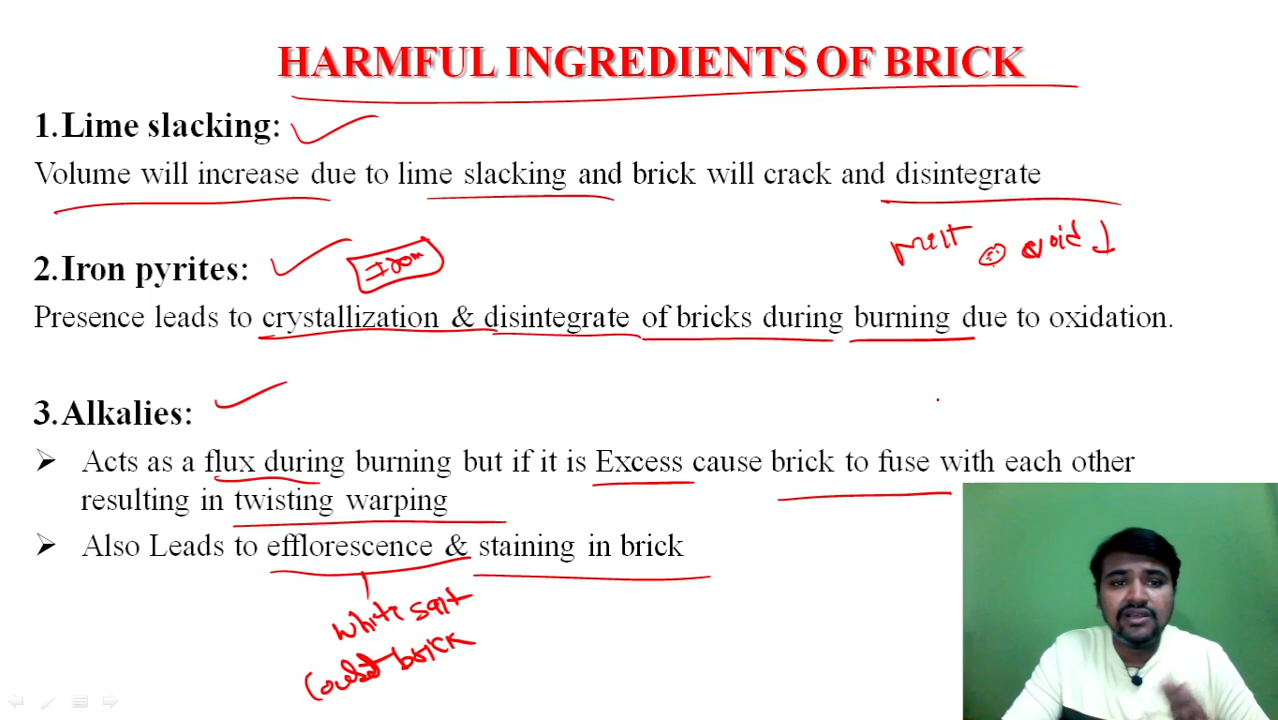 HARMFUL INGREDIENTS OF BRICK
1.Lime slacking:
Volume will increase due to lime slacking and brick will crack and disintegrate
melt void
2.Iron pyrites:
Iron
Presence leads to crystallization & disintegrate of bricks during burning due to oxidation.
3.Alkalies:
➢ Acts as a flux during burning but if it is Excess cause brick to fuse with each other
resulting in twisting warping
➢ Also Leads to efflorescence & staining in brick
white salt
brick